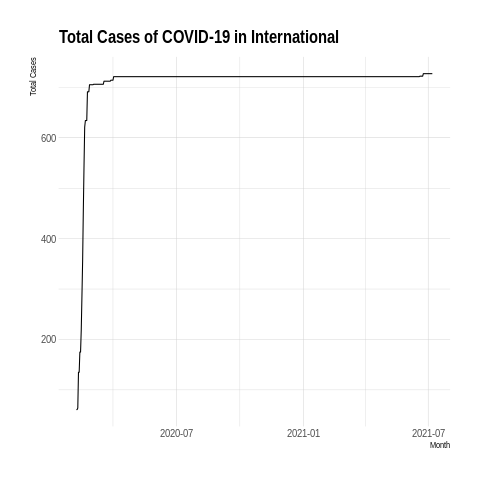 Total Cases of COVID-19 in International
Total Cases
600
400
200
2020-07
2021-01
2021-07
Month